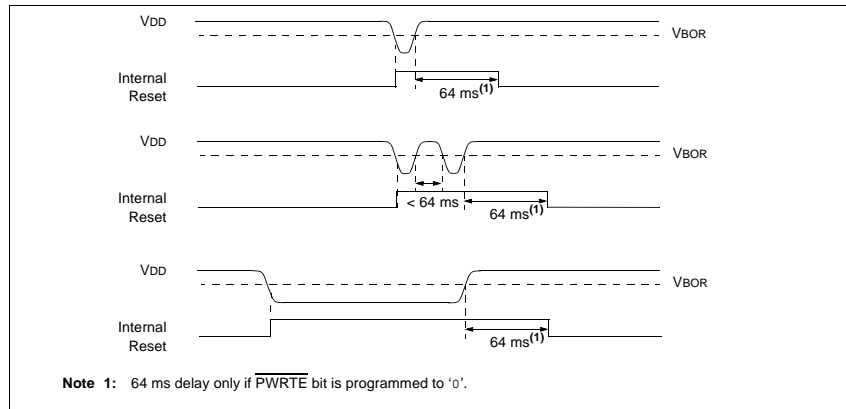 VDD
VBOR
Internal
Reset
64 ms(1)
VDD
VBOR
Internal
Reset
< 64 ms
64 ms(1)
VDD
VBOR
Internal
Reset
64 ms(1)
Note 1: 64 ms delay only if PWRTE bit is programmed to ‘0’.